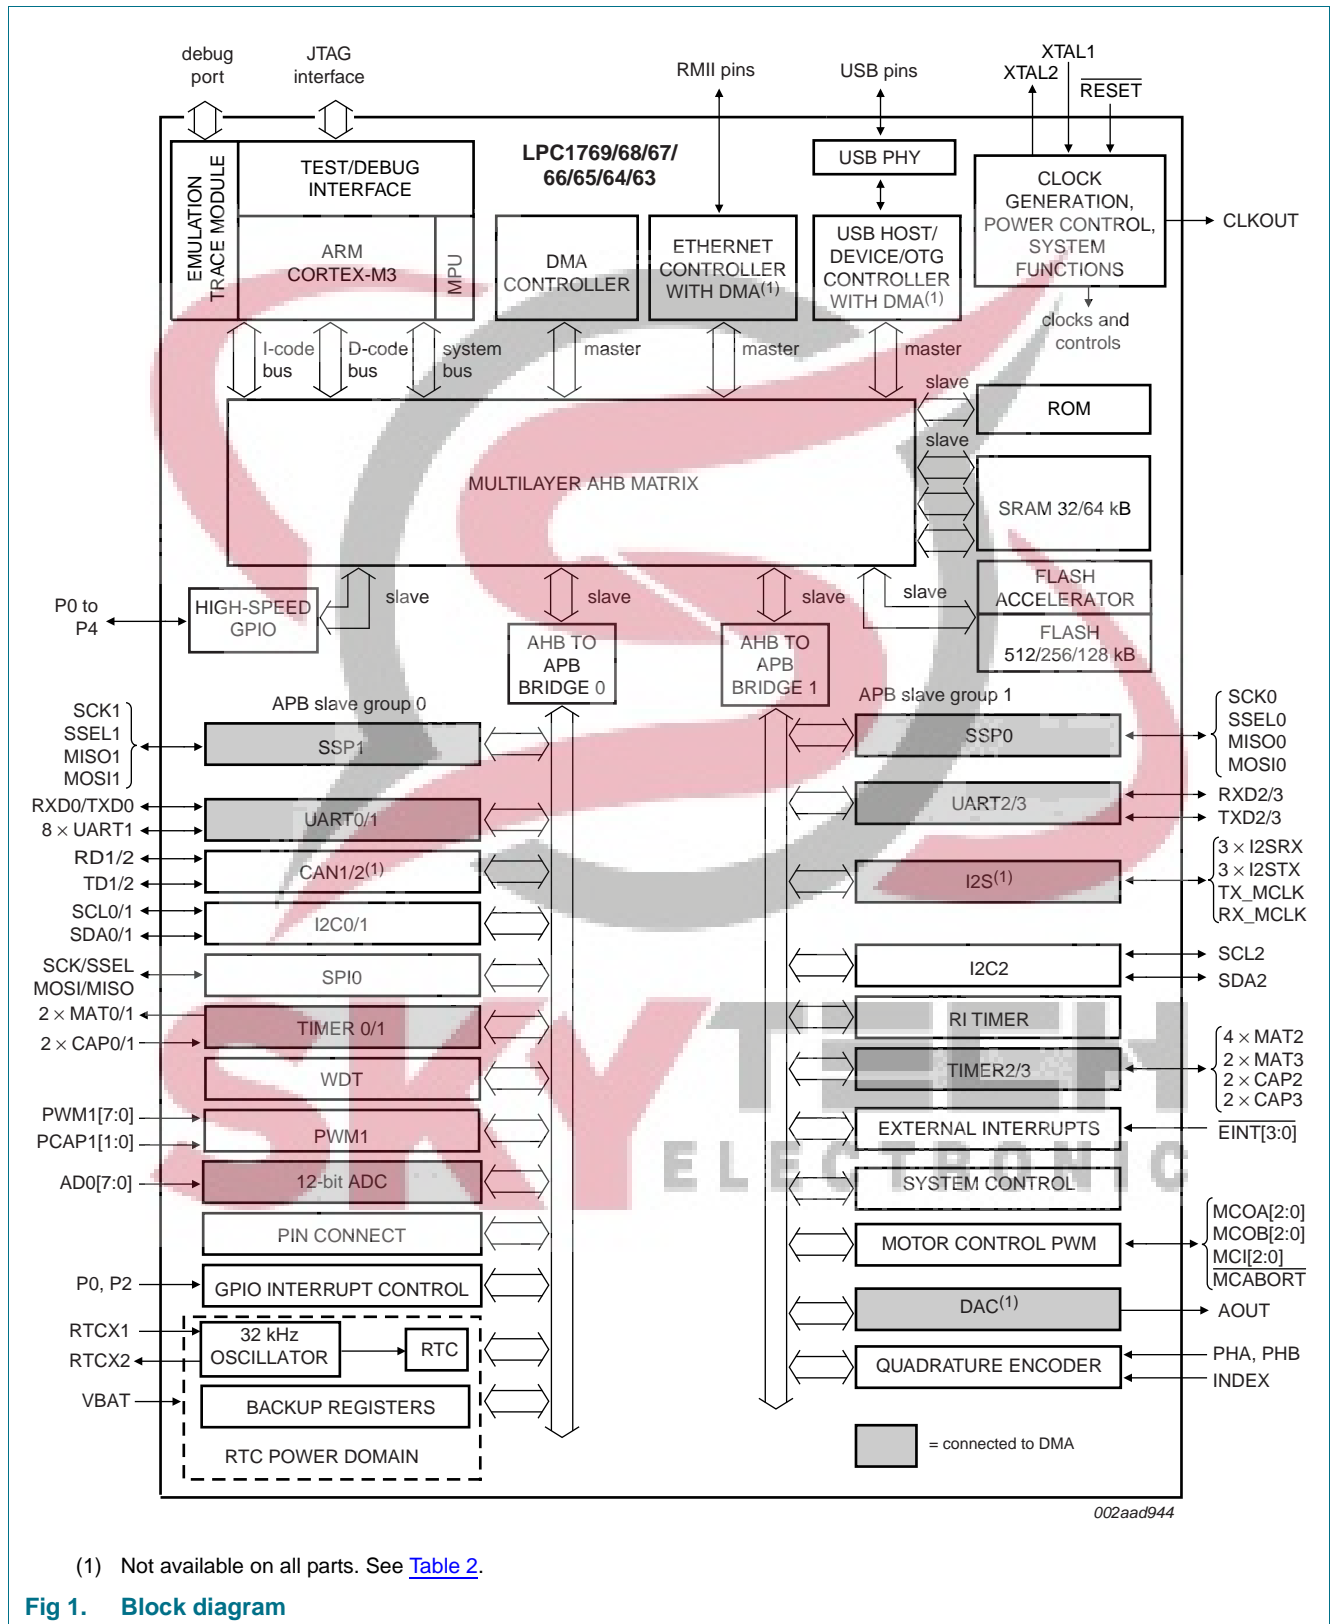 debug
port
JTAG
interface
RMII pins
USB pins
XTAL1
XTAL2
RESET
EMULATION
TRACE MODULE
TEST/DEBUG
INTERFACE
LPC1769/68/67/
66/65/64/63
USB PHY
CLOCK
GENERATION,
POWER CONTROL,
SYSTEM
FUNCTIONS
CLKOUT
ARM
CORTEX-M3
MPU
DMA
CONTROLLER
ETHERNET
CONTROLLER
WITH DMA(1)
USB HOST/
DEVICE/OTG
CONTROLLER
WITH DMA(1)
clocks and
controls
I-code
bus
D-code
bus
system
bus
master
master
master
slave
ROM
slave
MULTILAYER AHB MATRIX
SRAM 32/64 kB
FLASH
ACCELERATOR
FLASH
512/256/128 kB
P0 to
P4
HIGH-SPEED
GPIO
slave
slave
slave
slave
AHB TO
APB
BRIDGE 0
AHB TO
APB
BRIDGE 1
APB slave group 0
APB slave group 1
SCK1
SSEL1
MISO1
MOSI1
SSP1
SSP0
SCK0
SSEL0
MISO0
MOSI0
RXD0/TXD0
8 × UART1
UART0/1
UART2/3
RXD2/3
TXD2/3
RD1/2
TD1/2
CAN1/2(1)
I2S(1)
3 × I2SRX
3 × I2STX
TX_MCLK
RX_MCLK
SCL0/1
SDA0/1
I2C0/1
I2C2
SCL2
SDA2
SCK/SSEL
MOSI/MISO
SPI0
2 × MAT0/1
2 × CAP0/1
TIMER 0/1
RI TIMER
TIMER2/3
4 × MAT2
2 × MAT3
2 × CAP2
2 × CAP3
WDT
PWM1[7:0]
PCAP1[1:0]
PWM1
EXTERNAL INTERRUPTS
EINT[3:0]
AD0[7:0]
12-bit ADC
SYSTEM CONTROL
PIN CONNECT
MOTOR CONTROL PWM
MCOA[2:0]
MCOB[2:0]
MCI[2:0]
MCABORT
P0, P2
GPIO INTERRUPT CONTROL
DAC(1)
AOUT
RTCX1
RTCX2
32 kHz
OSCILLATOR
RTC
QUADRATURE ENCODER
PHA, PHB
INDEX
VBAT
BACKUP REGISTERS
RTC POWER DOMAIN
= connected to DMA
002aad944
SKYTECH
ELECTRONIC
(1) Not available on all parts. See Table 2.
Fig 1. Block diagram